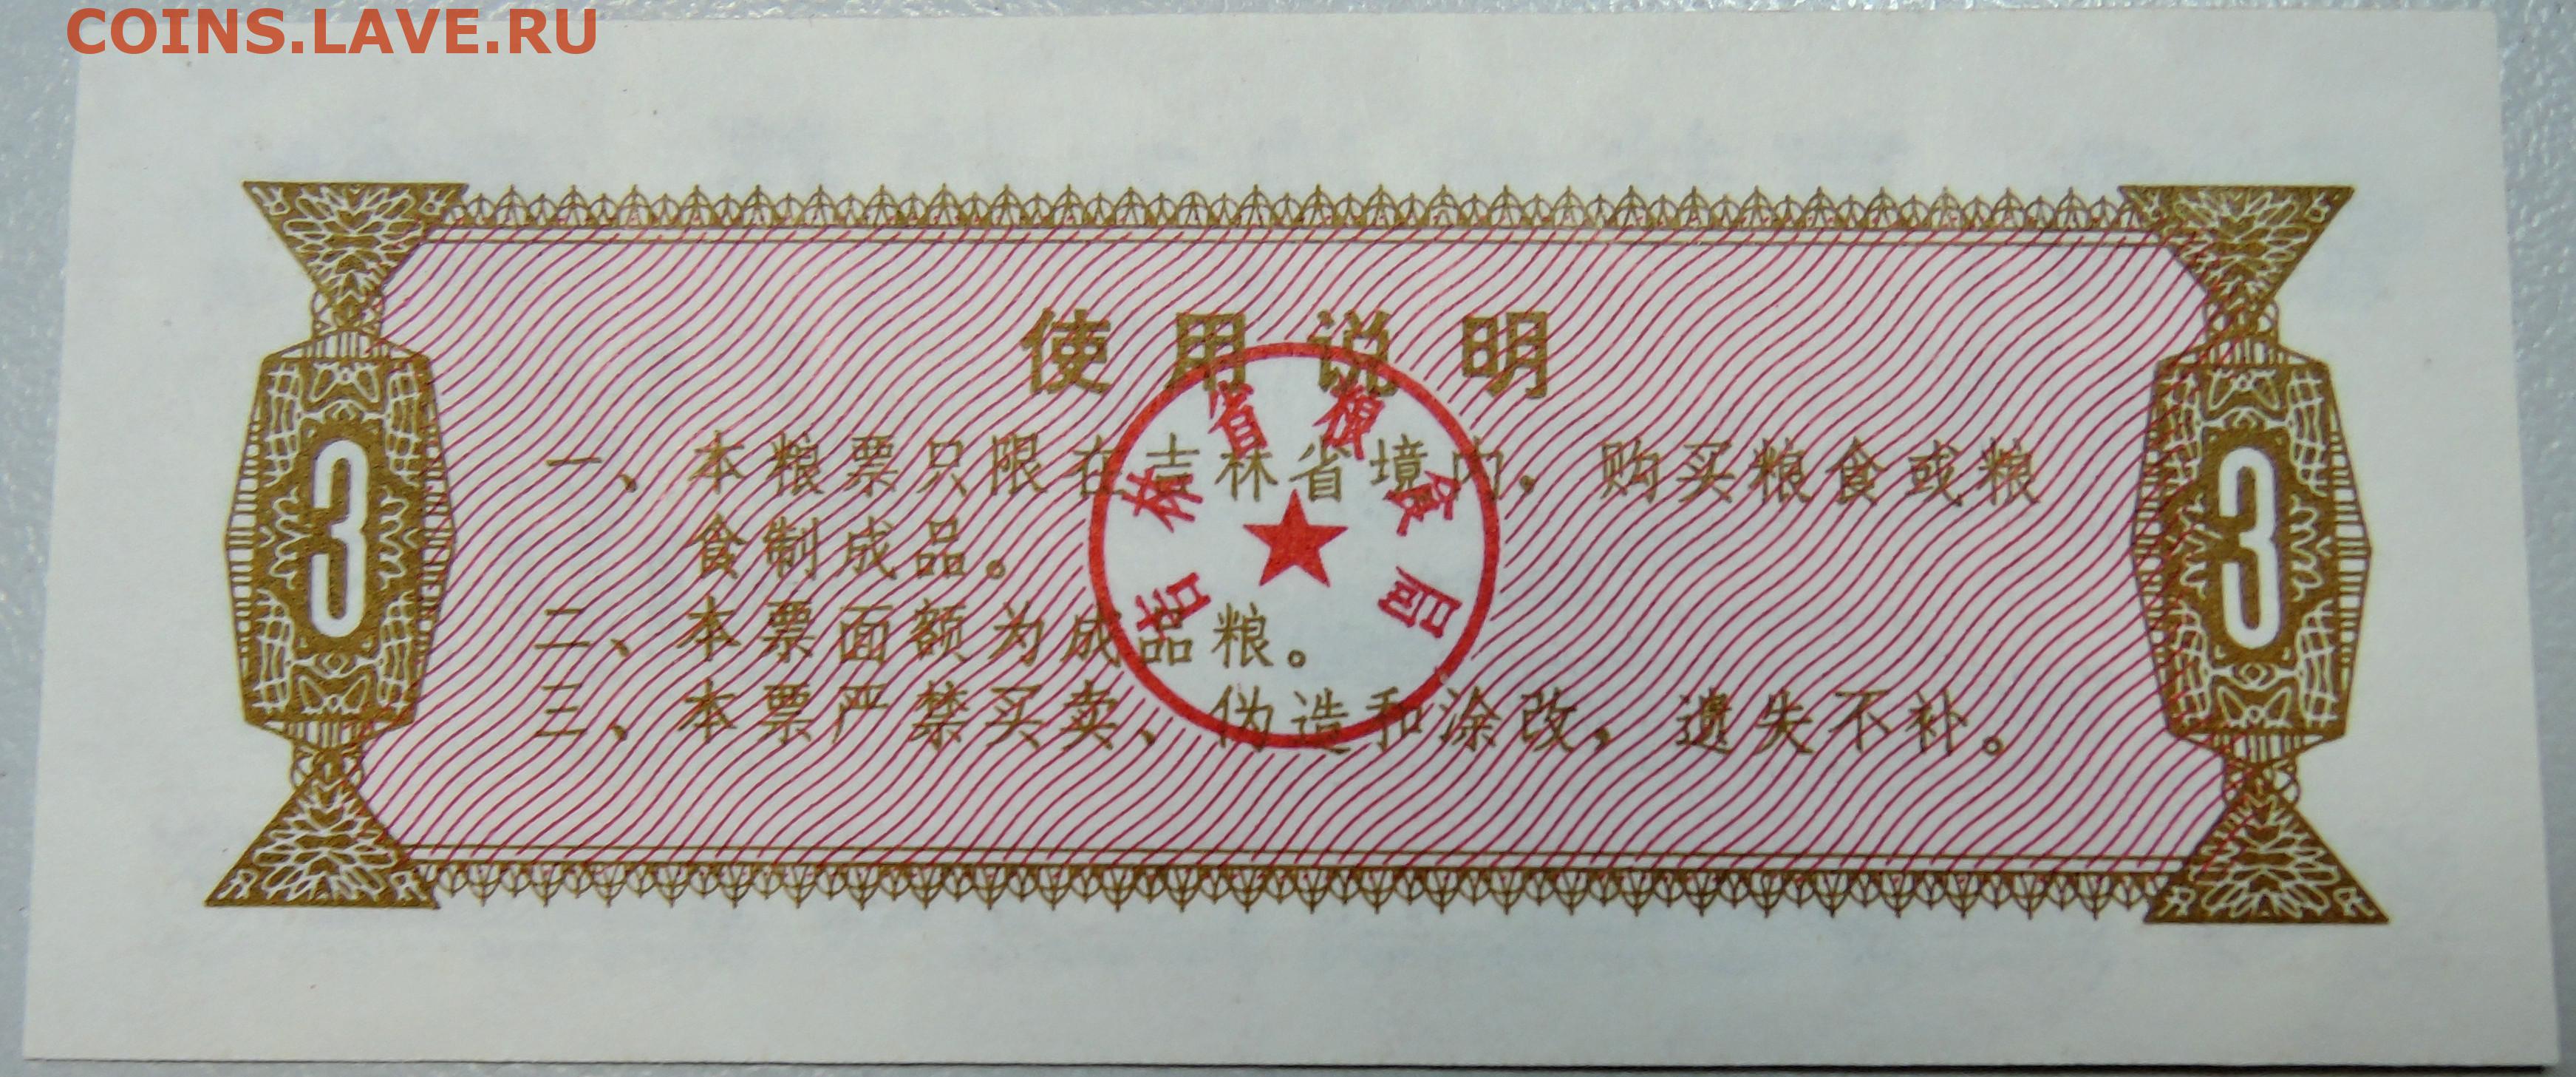 COINS.LAVE.RU
使用说明
3
3
一、本粮票只限在吉林省境内，购买粮食或粮
食制成品。
二、本票面额为成品粮。
三、本票严禁买卖、伪造和涂改，遗失不补。
吉林省粮食局